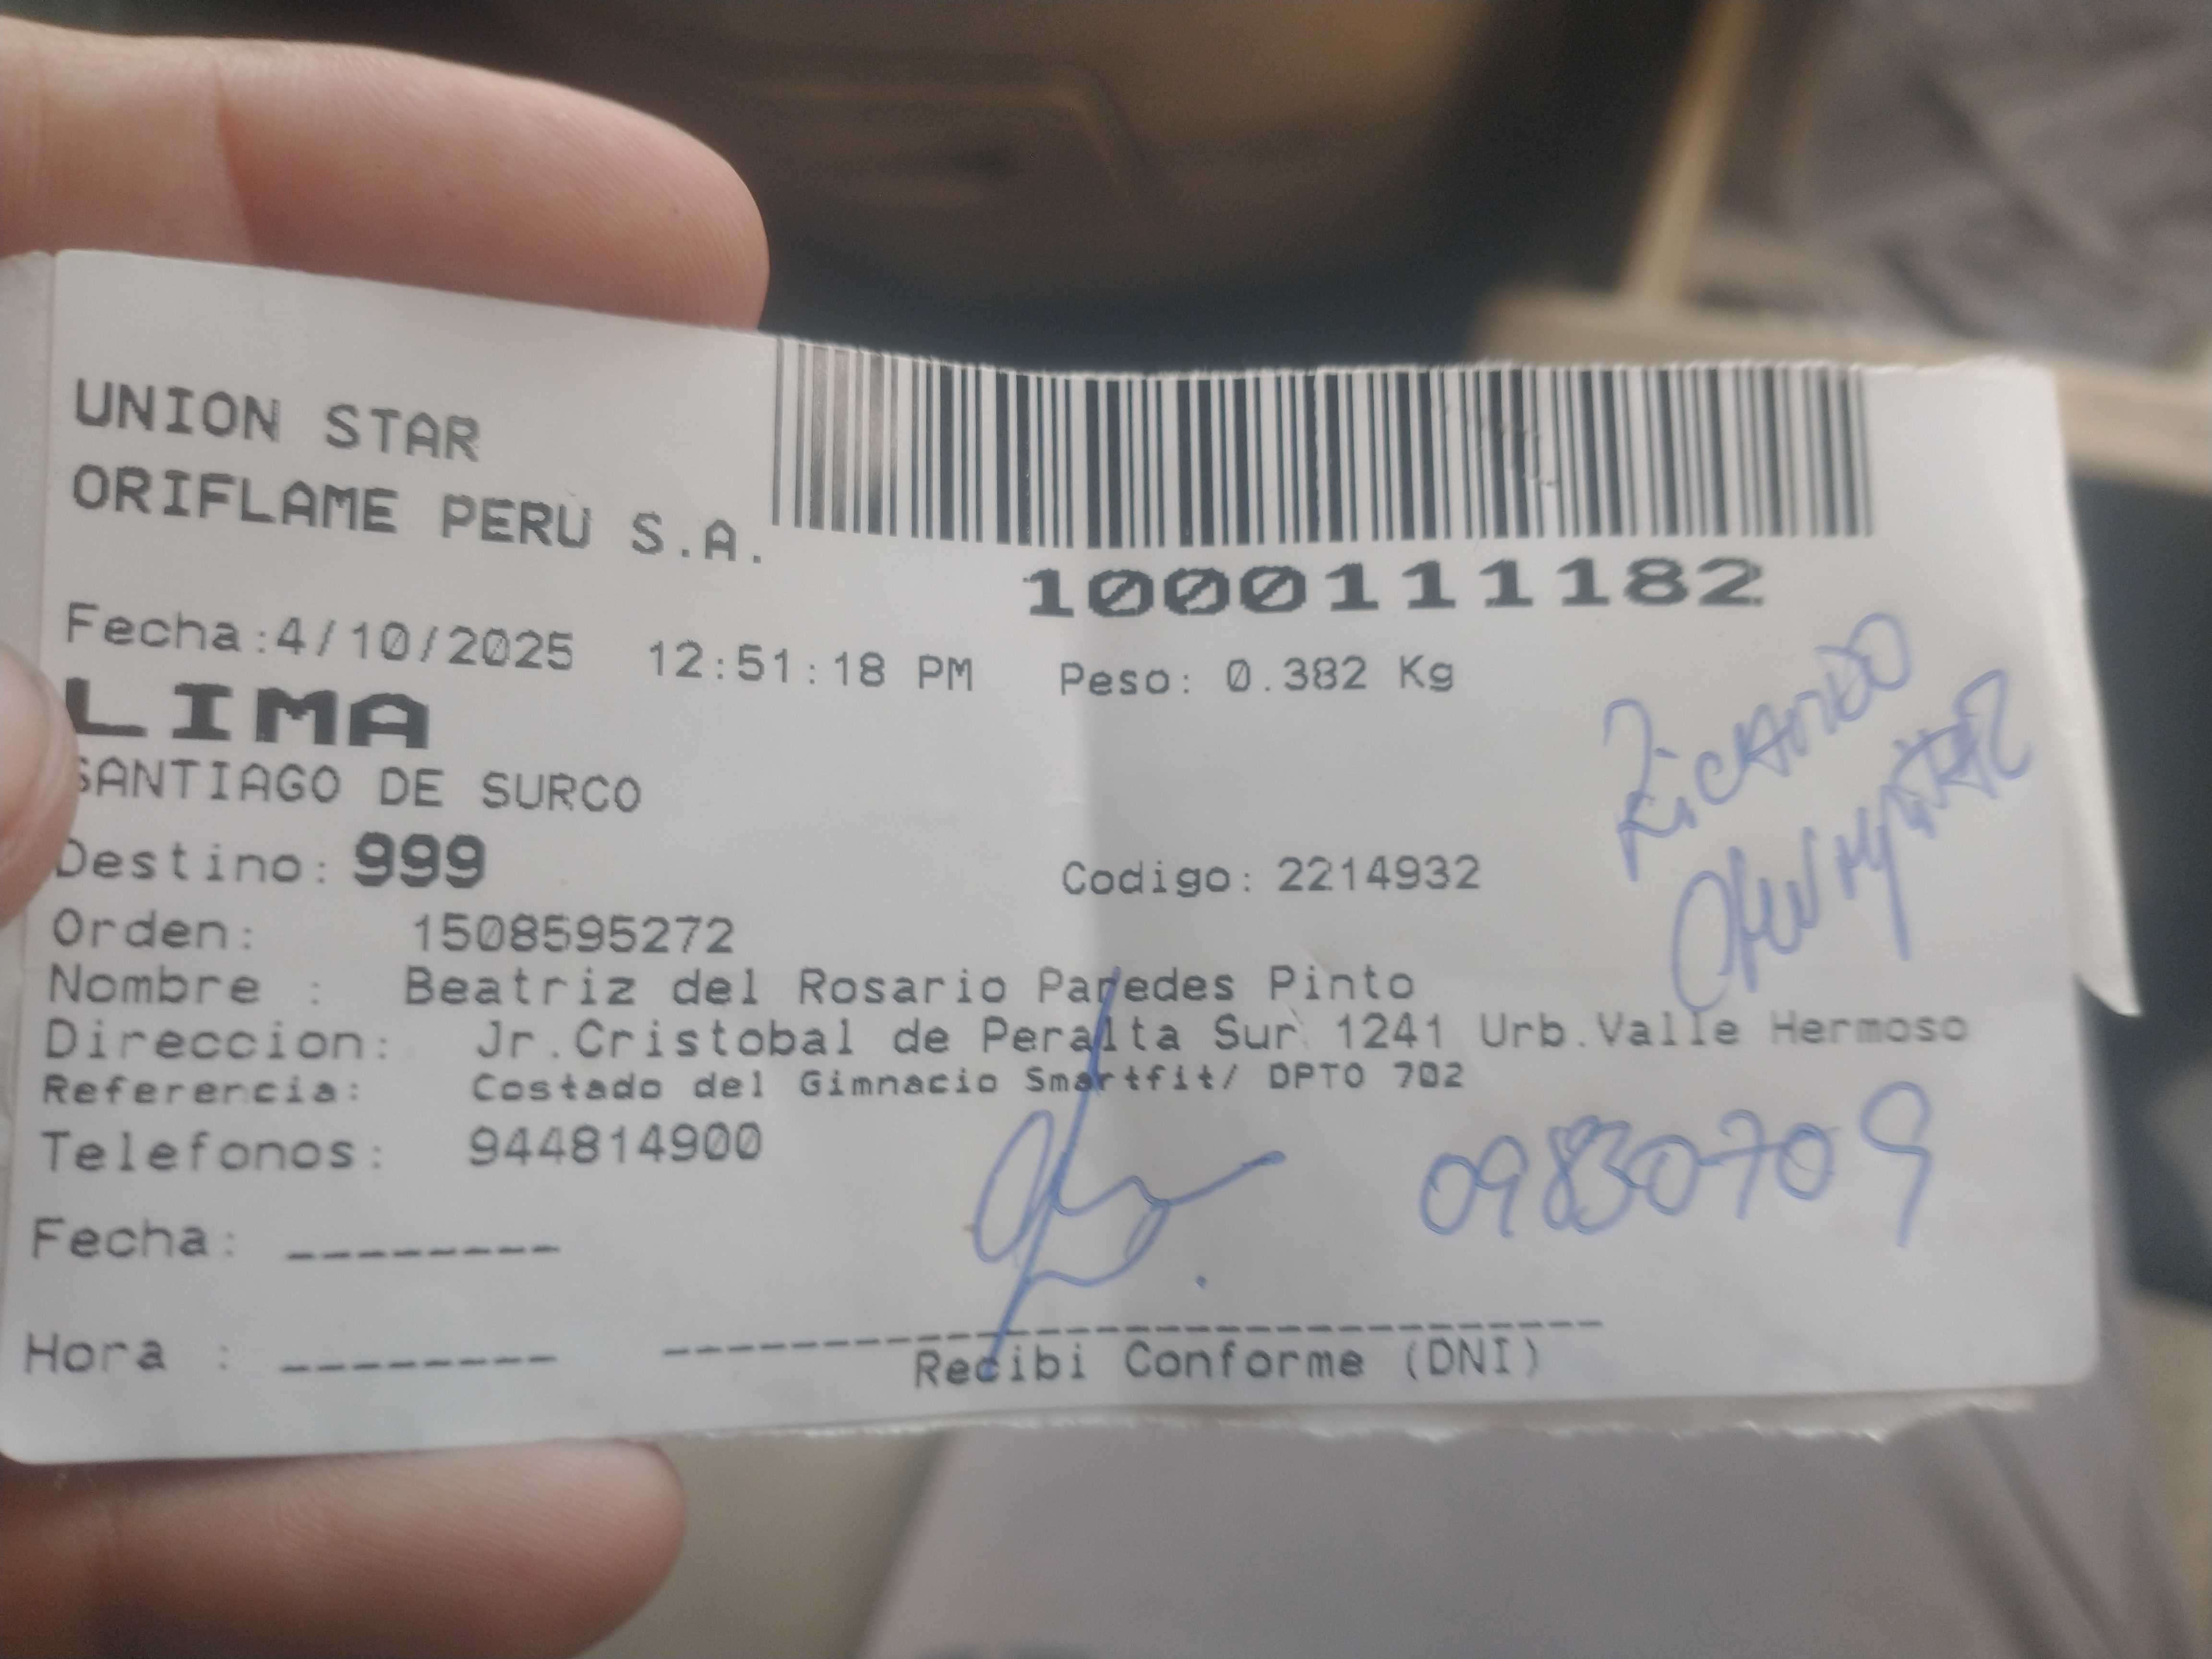 UNION STAR
ORIFLAME PERU S.A.
1000111182
Fecha:4/10/2025 12:51:18 PM Peso: 0.382 Kg
LIMA
SANTIAGO DE SURCO
RICARDO
Destino: 999 Codigo: 2214932
Orden: 1508595272
Nombre : Beatriz del Rosario Paredes Pinto
Direccion: Jr.Cristobal de Peralta Sur 1241 Urb.Valle Hermoso
Referencia: Costado del Gimnacio Smartfit/ DPTO 702
Telefonos: 944814900
09830709
Fecha: --------
Hora : --------
Recibi Conforme (DNI)